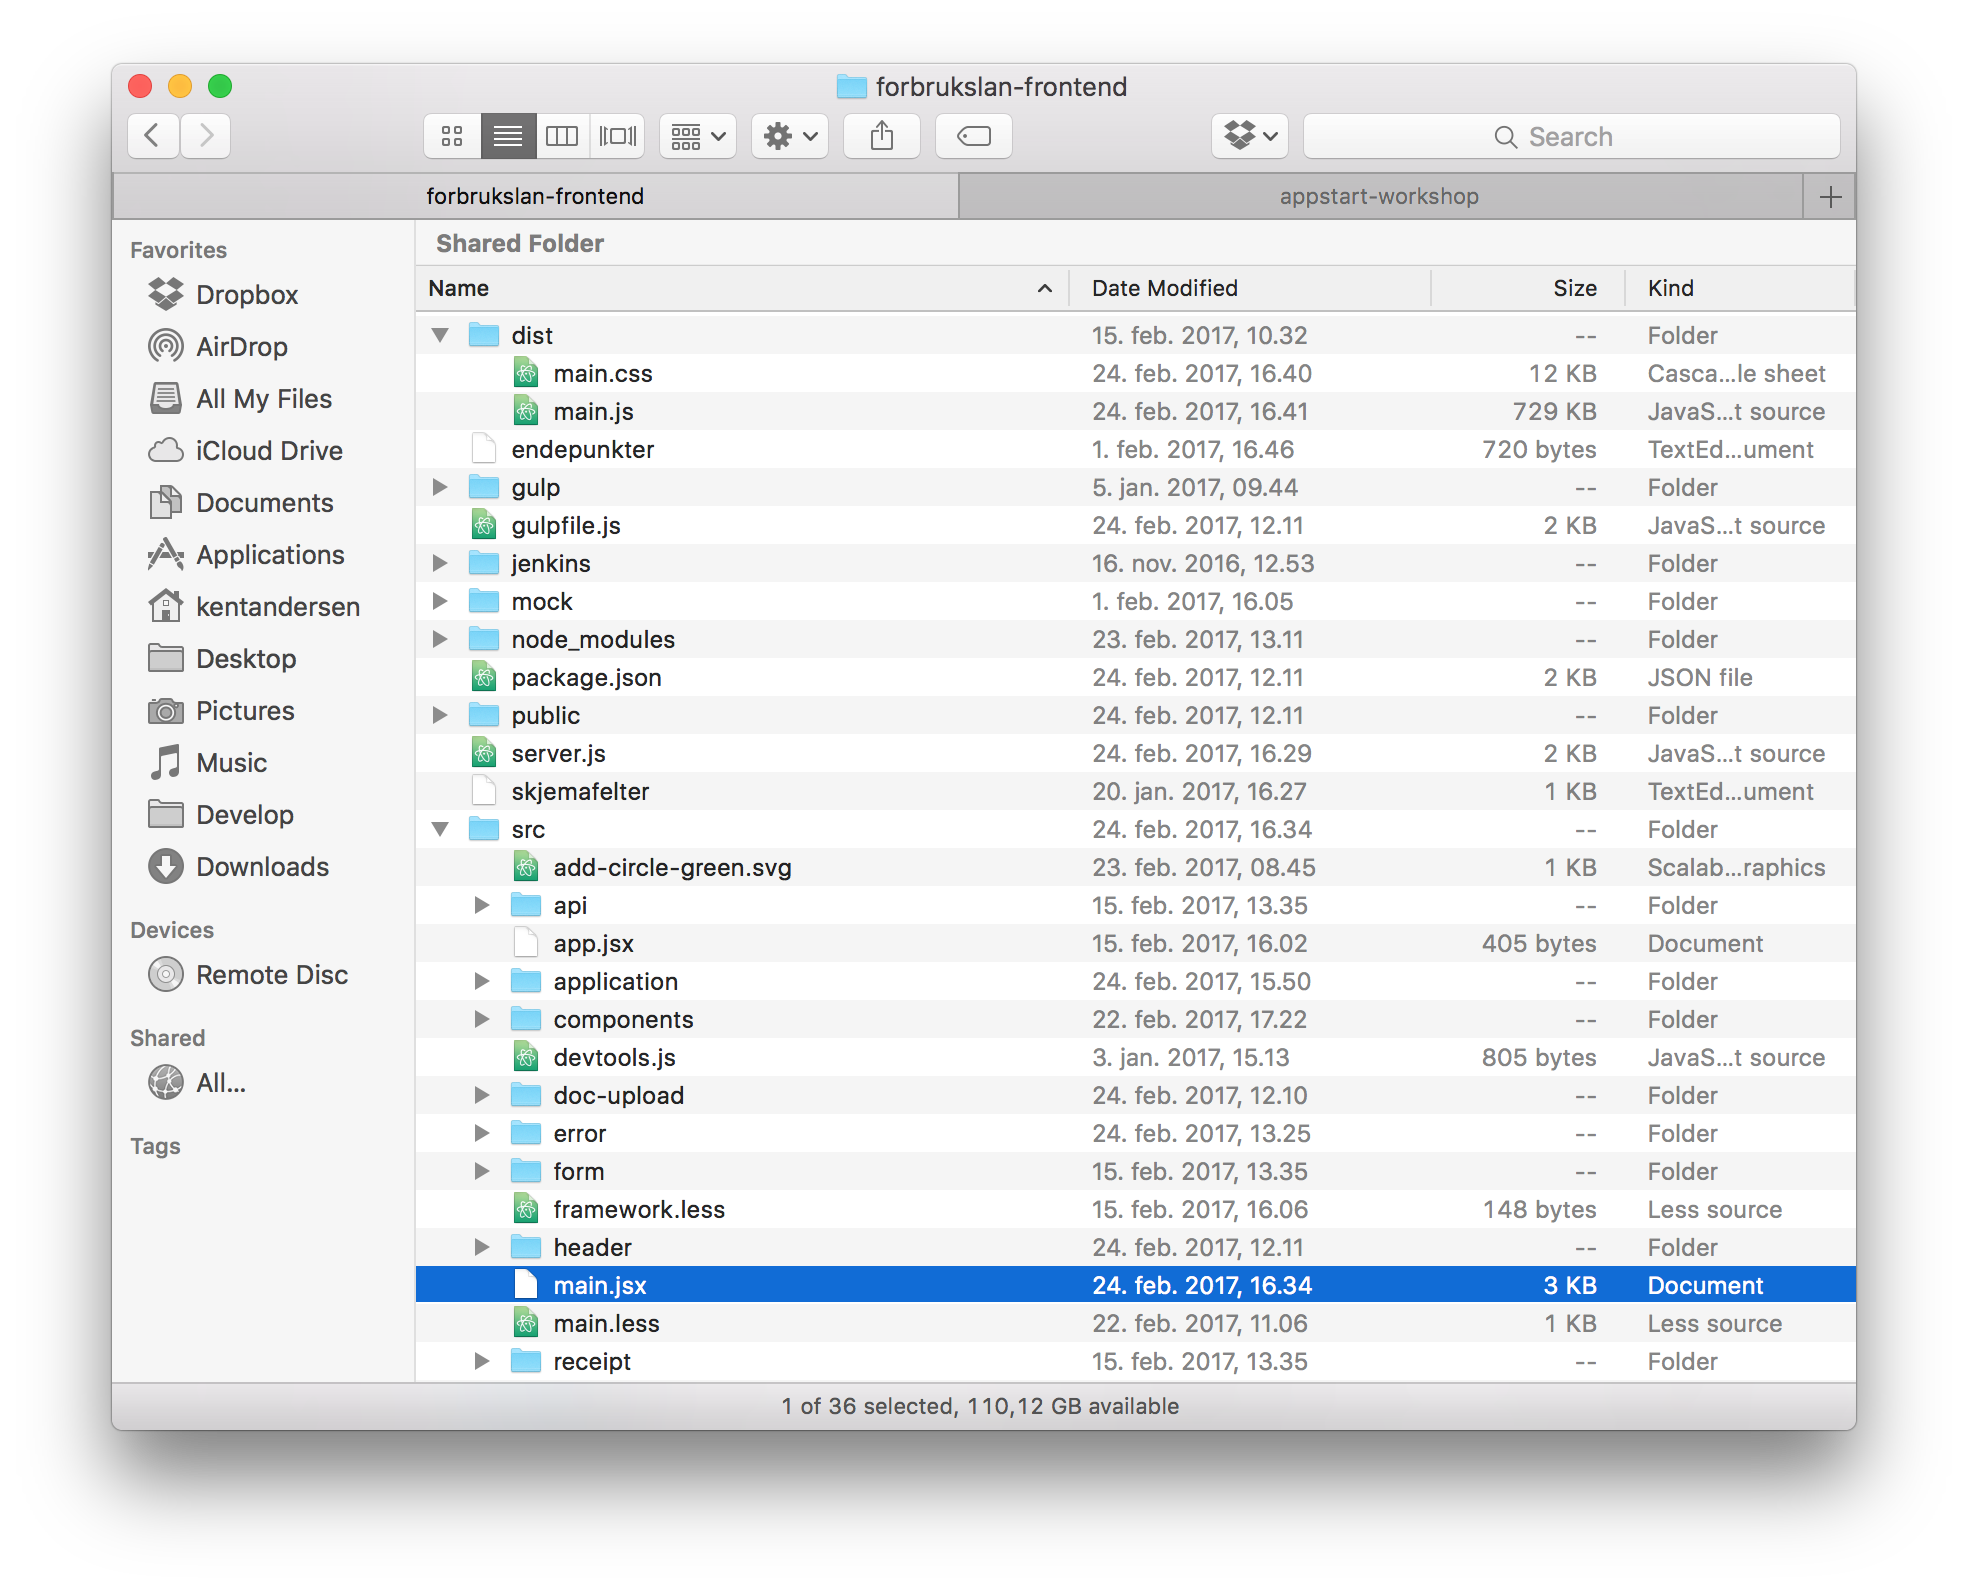 forbrukslan-frontend
Search
forbrukslan-frontend appstart-workshop
Favorites
Dropbox
AirDrop
All My Files
iCloud Drive
Documents
Applications
kentandersen
Desktop
Pictures
Music
Develop
Downloads
Devices
Remote Disc
Shared
All...
Tags
Shared Folder
Name Date Modified Size Kind
dist 15. feb. 2017, 10.32 -- Folder
main.css 24. feb. 2017, 16.40 12 KB Casca...le sheet
main.js 24. feb. 2017, 16.41 729 KB JavaS...t source
endepunkter 1. feb. 2017, 16.46 720 bytes TextEd...ument
gulp 5. jan. 2017, 09.44 -- Folder
gulpfile.js 24. feb. 2017, 12.11 2 KB JavaS...t source
jenkins 16. nov. 2016, 12.53 -- Folder
mock 1. feb. 2017, 16.05 -- Folder
node_modules 23. feb. 2017, 13.11 -- Folder
package.json 24. feb. 2017, 12.11 2 KB JSON file
public 24. feb. 2017, 12.11 -- Folder
server.js 24. feb. 2017, 16.29 2 KB JavaS...t source
skjemafelter 20. jan. 2017, 16.27 1 KB TextEd...ument
src 24. feb. 2017, 16.34 -- Folder
add-circle-green.svg 23. feb. 2017, 08.45 1 KB Scalab...raphics
api 15. feb. 2017, 13.35 -- Folder
app.jsx 15. feb. 2017, 16.02 405 bytes Document
application 24. feb. 2017, 15.50 -- Folder
components 22. feb. 2017, 17.22 -- Folder
devtools.js 3. jan. 2017, 15.13 805 bytes JavaS...t source
doc-upload 24. feb. 2017, 12.10 -- Folder
error 24. feb. 2017, 13.25 -- Folder
form 15. feb. 2017, 13.35 -- Folder
framework.less 15. feb. 2017, 16.06 148 bytes Less source
header 24. feb. 2017, 12.11 -- Folder
main.jsx 24. feb. 2017, 16.34 3 KB Document
main.less 22. feb. 2017, 11.06 1 KB Less source
receipt 15. feb. 2017, 13.35 -- Folder
1 of 36 selected, 110,12 GB available